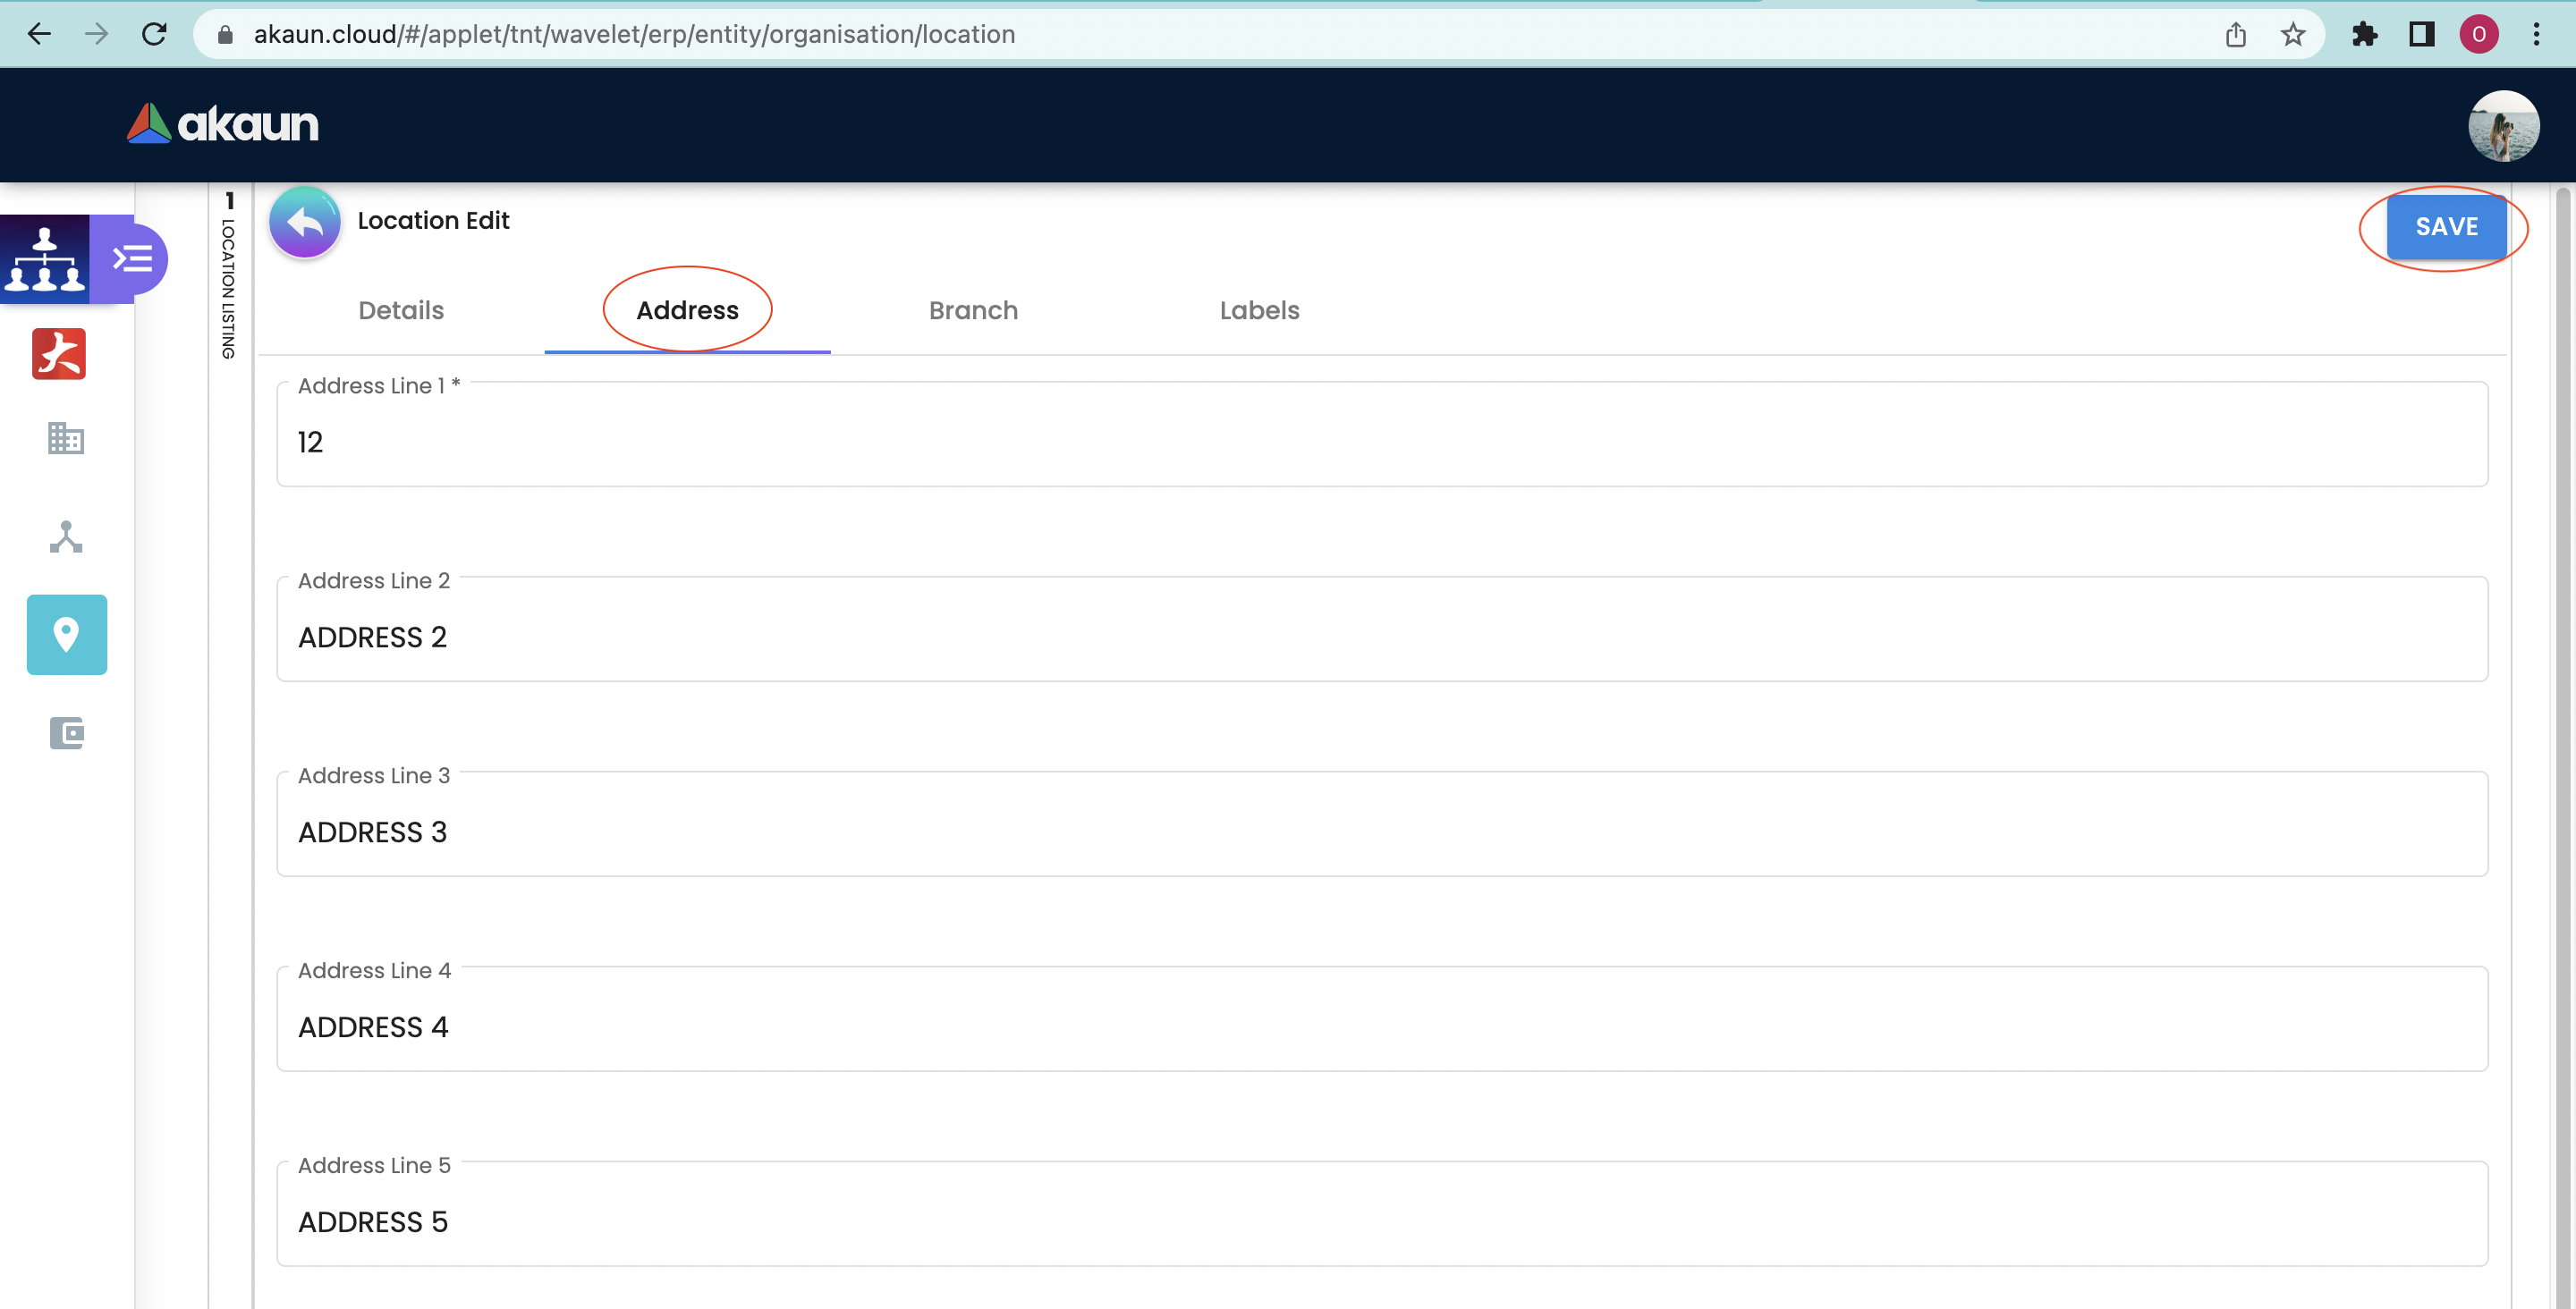 akaun.cloud/#/applet/tnt/wavelet/erp/entity/organisation/location
O
akaun
1 LOCATION LISTING
Location Edit
SAVE
Details Address Branch Labels
Address Line 1 *
12
Address Line 2
ADDRESS 2
Address Line 3
ADDRESS 3
Address Line 4
ADDRESS 4
Address Line 5
ADDRESS 5